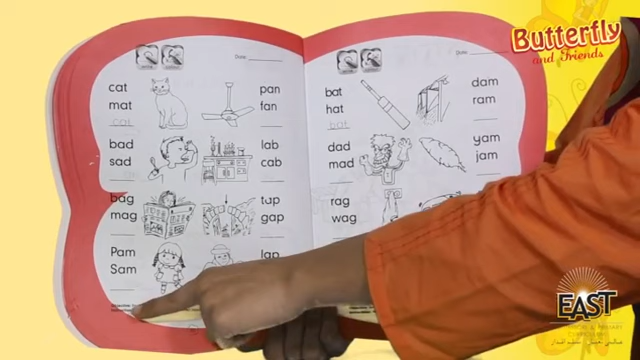 Butterfly
and Friends
Date:
cat
mat
cat
pan
fan
bad
sad
lab
cab
bag
mag
tap
gap
Pam
Sam
lap
Date:
bat
hat
bat
dam
ram
dad
mad
yam
jam
rag
wag
EAST